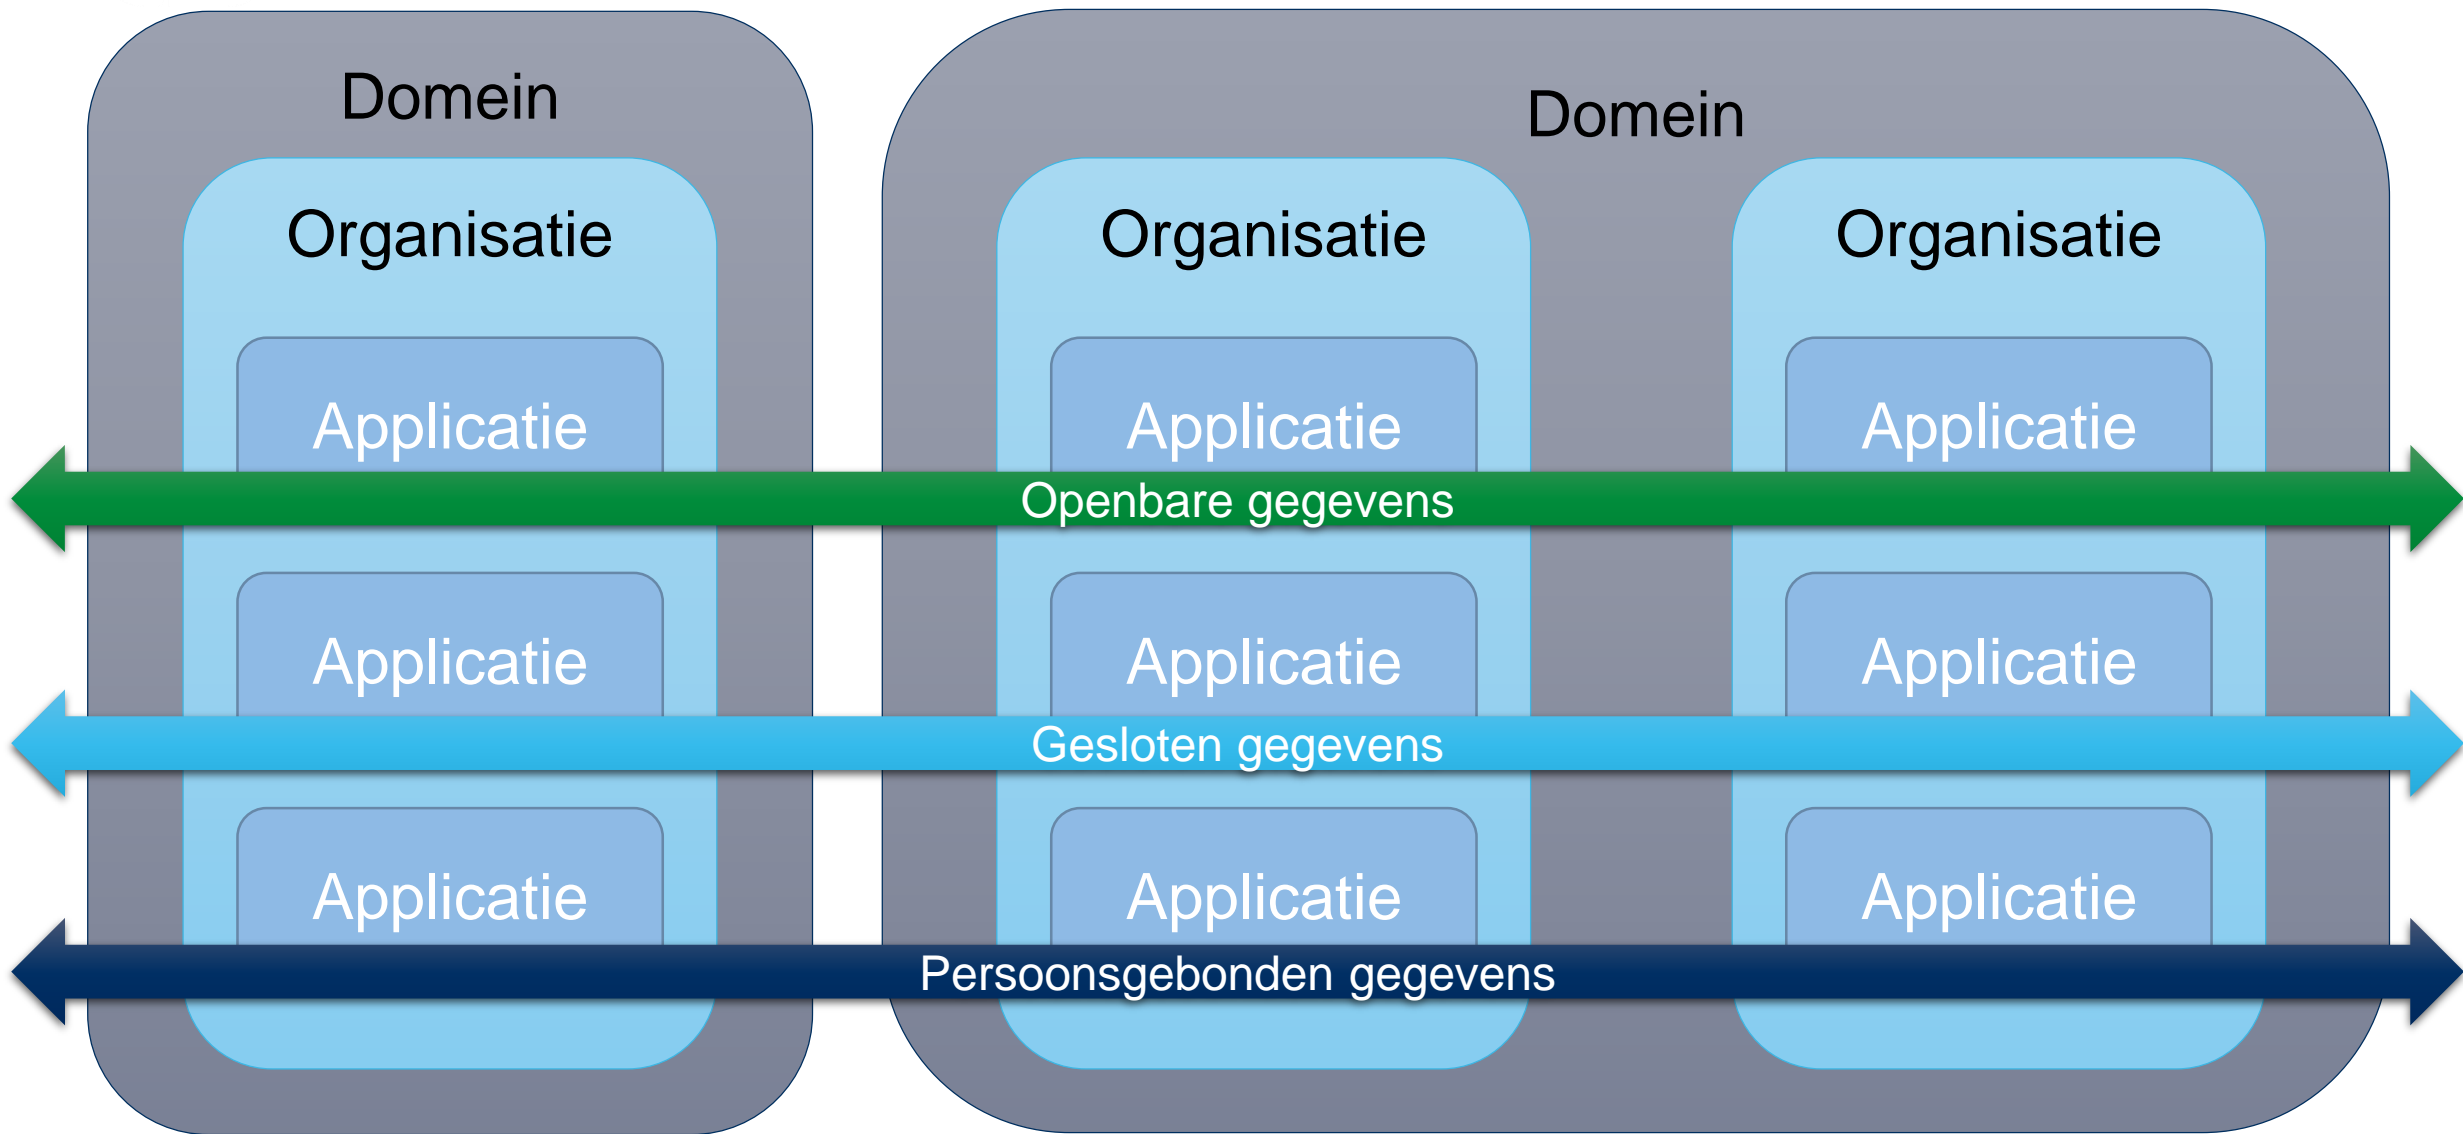 Domein
Domein
Organisatie
Organisatie
Organisatie
Applicatie
Applicatie
Applicatie
Openbare gegevens
Applicatie
Applicatie
Applicatie
Gesloten gegevens
Applicatie
Applicatie
Applicatie
Persoonsgebonden gegevens